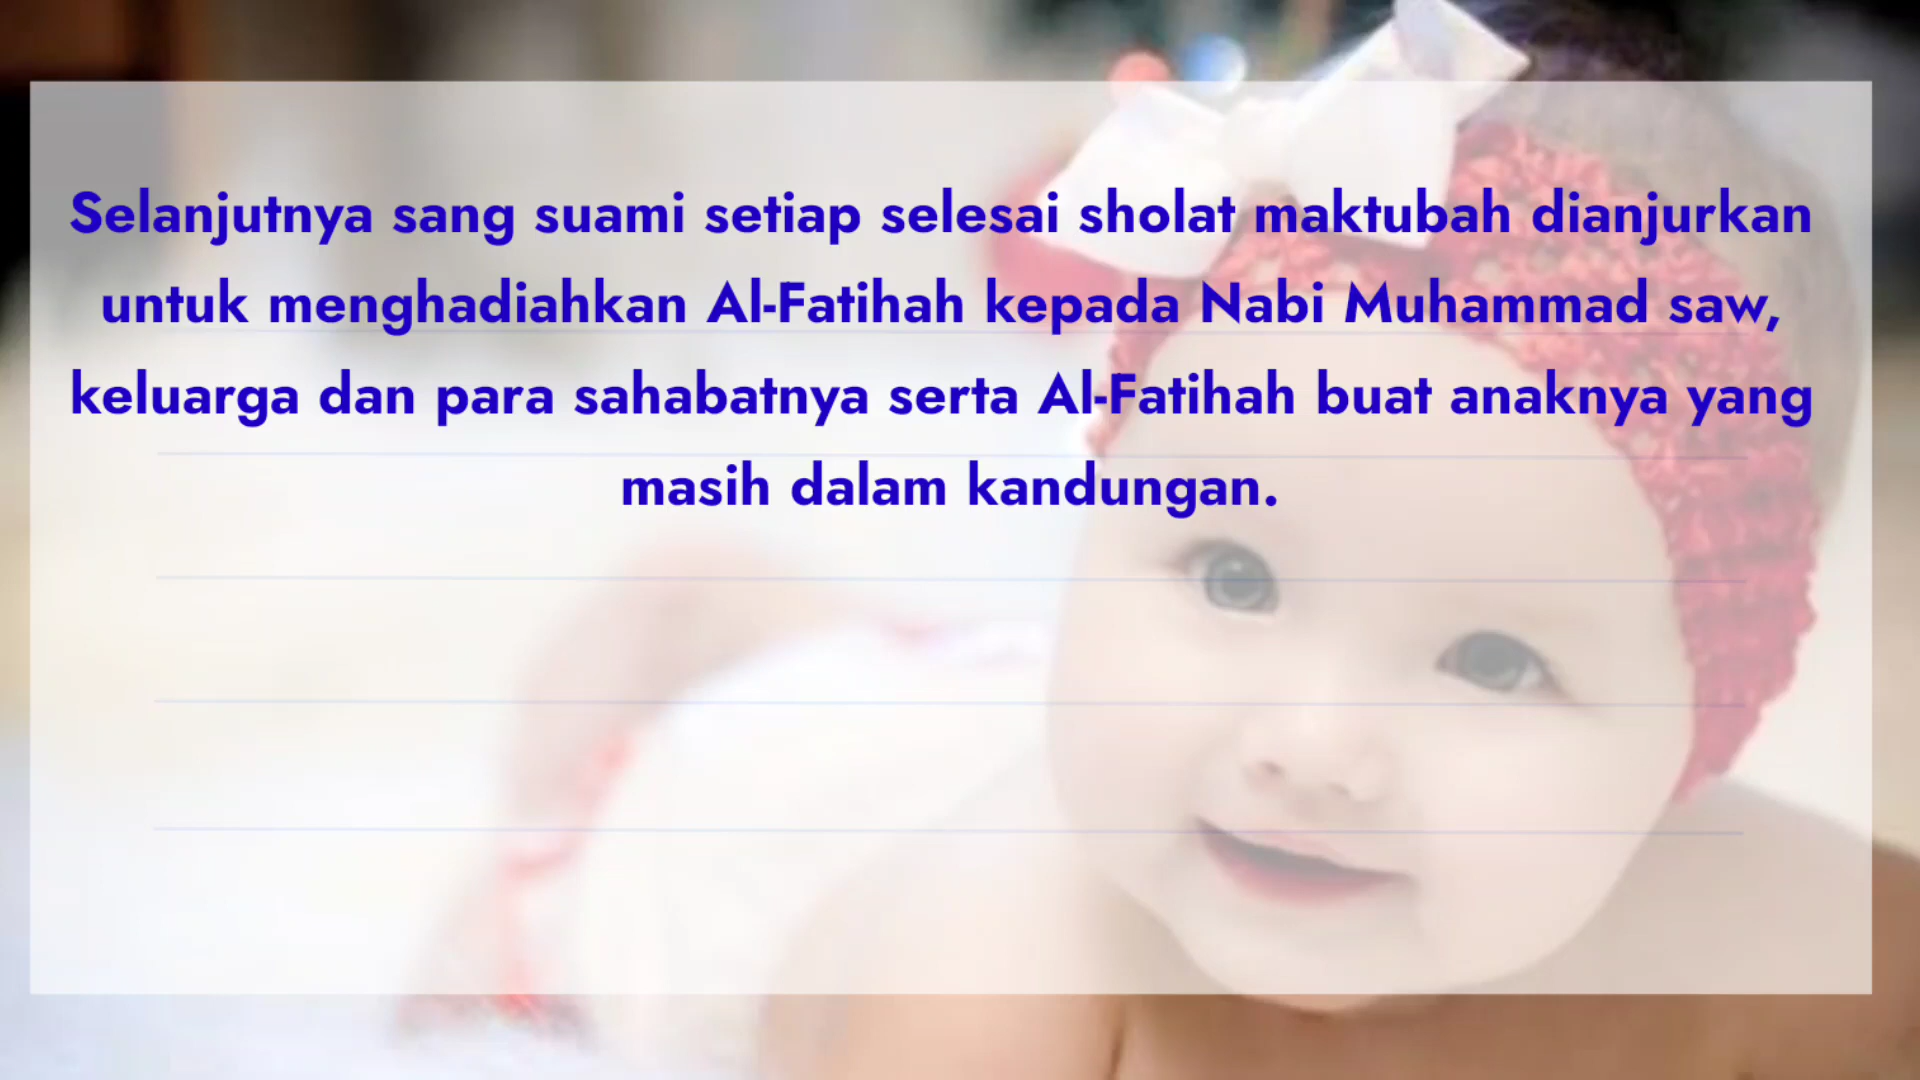 Selanjutnya sang suami setiap selesai sholat maktubah dianjurkan
untuk menghadiahkan Al-Fatihah kepada Nabi Muhammad saw,
keluarga dan para sahabatnya serta Al-Fatihah buat anaknya yang
masih dalam kandungan.